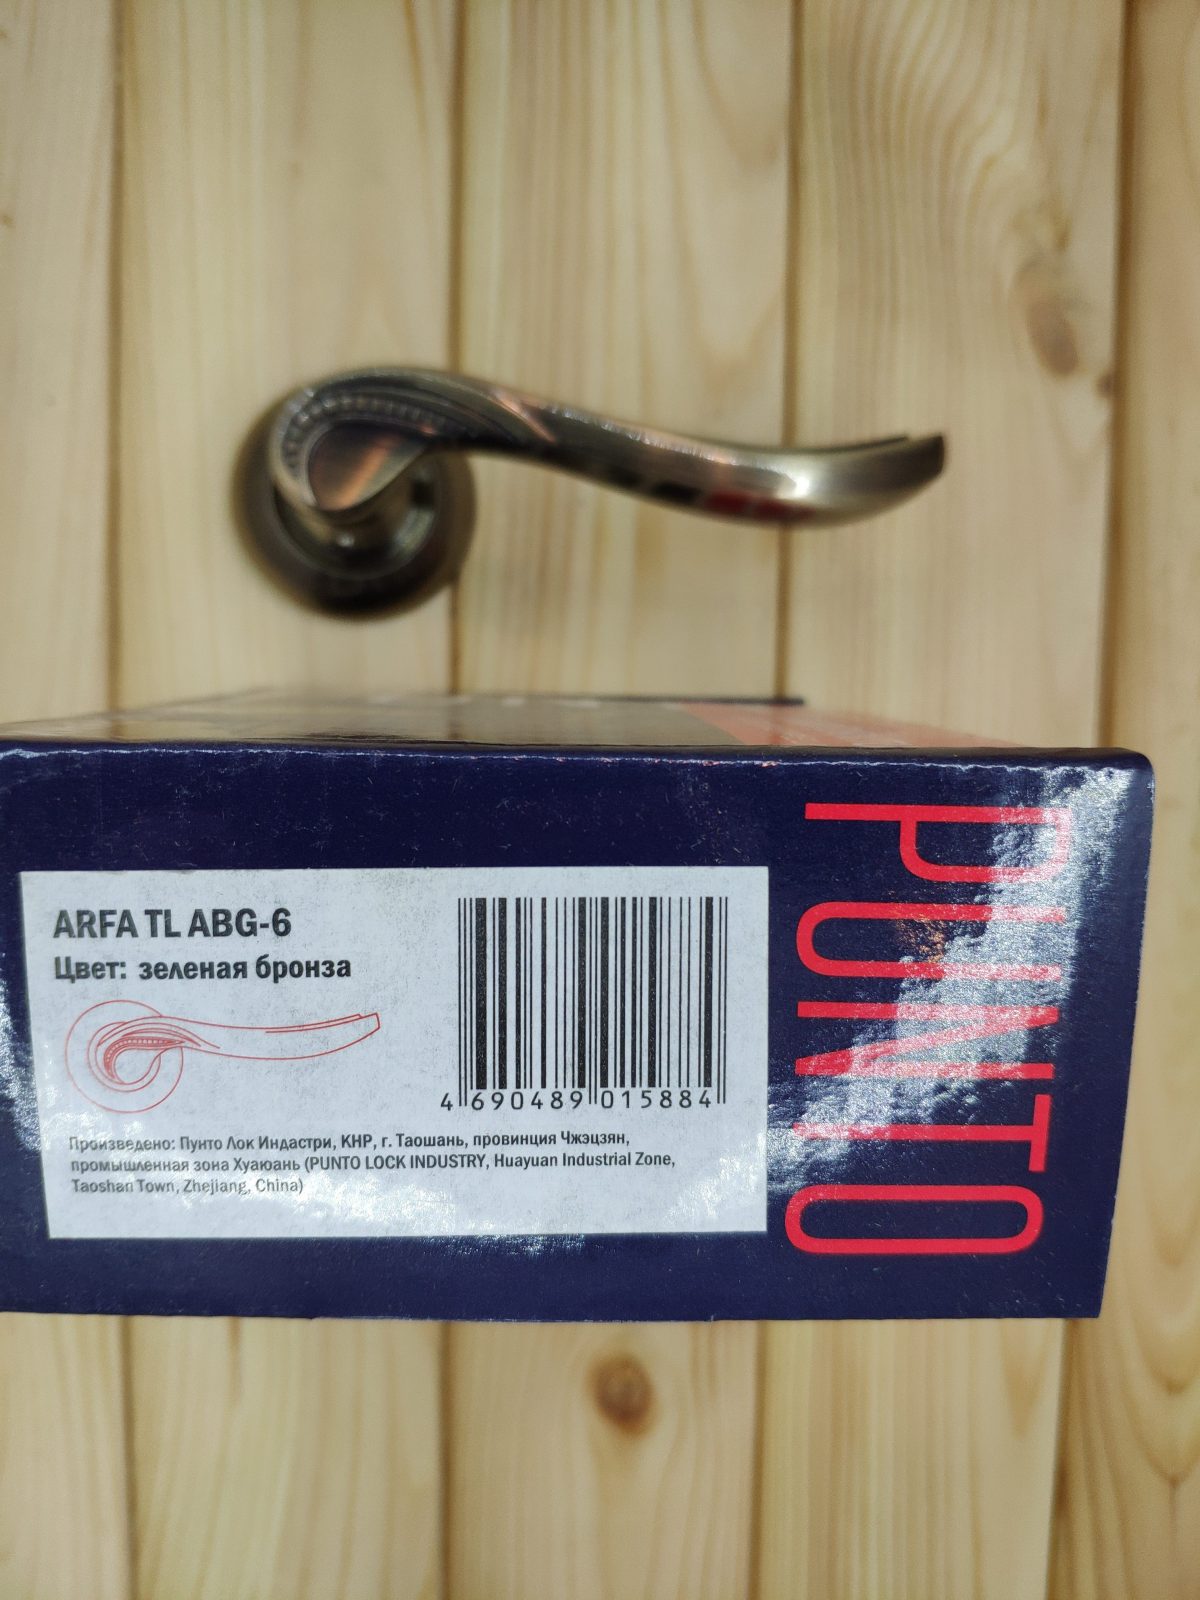 ARFA TL ABG-6
Цвет: зеленая бронза
4 690489 015884
Произведено: Пунто Лок Индастри, КНР, г. Таошань, провинция Чжэцзян,
промышленная зона Хуаюань (PUNTO LOCK INDUSTRY, Huayuan Industrial Zone,
Taoshan Town, Zhejiang, China)
PUNTO